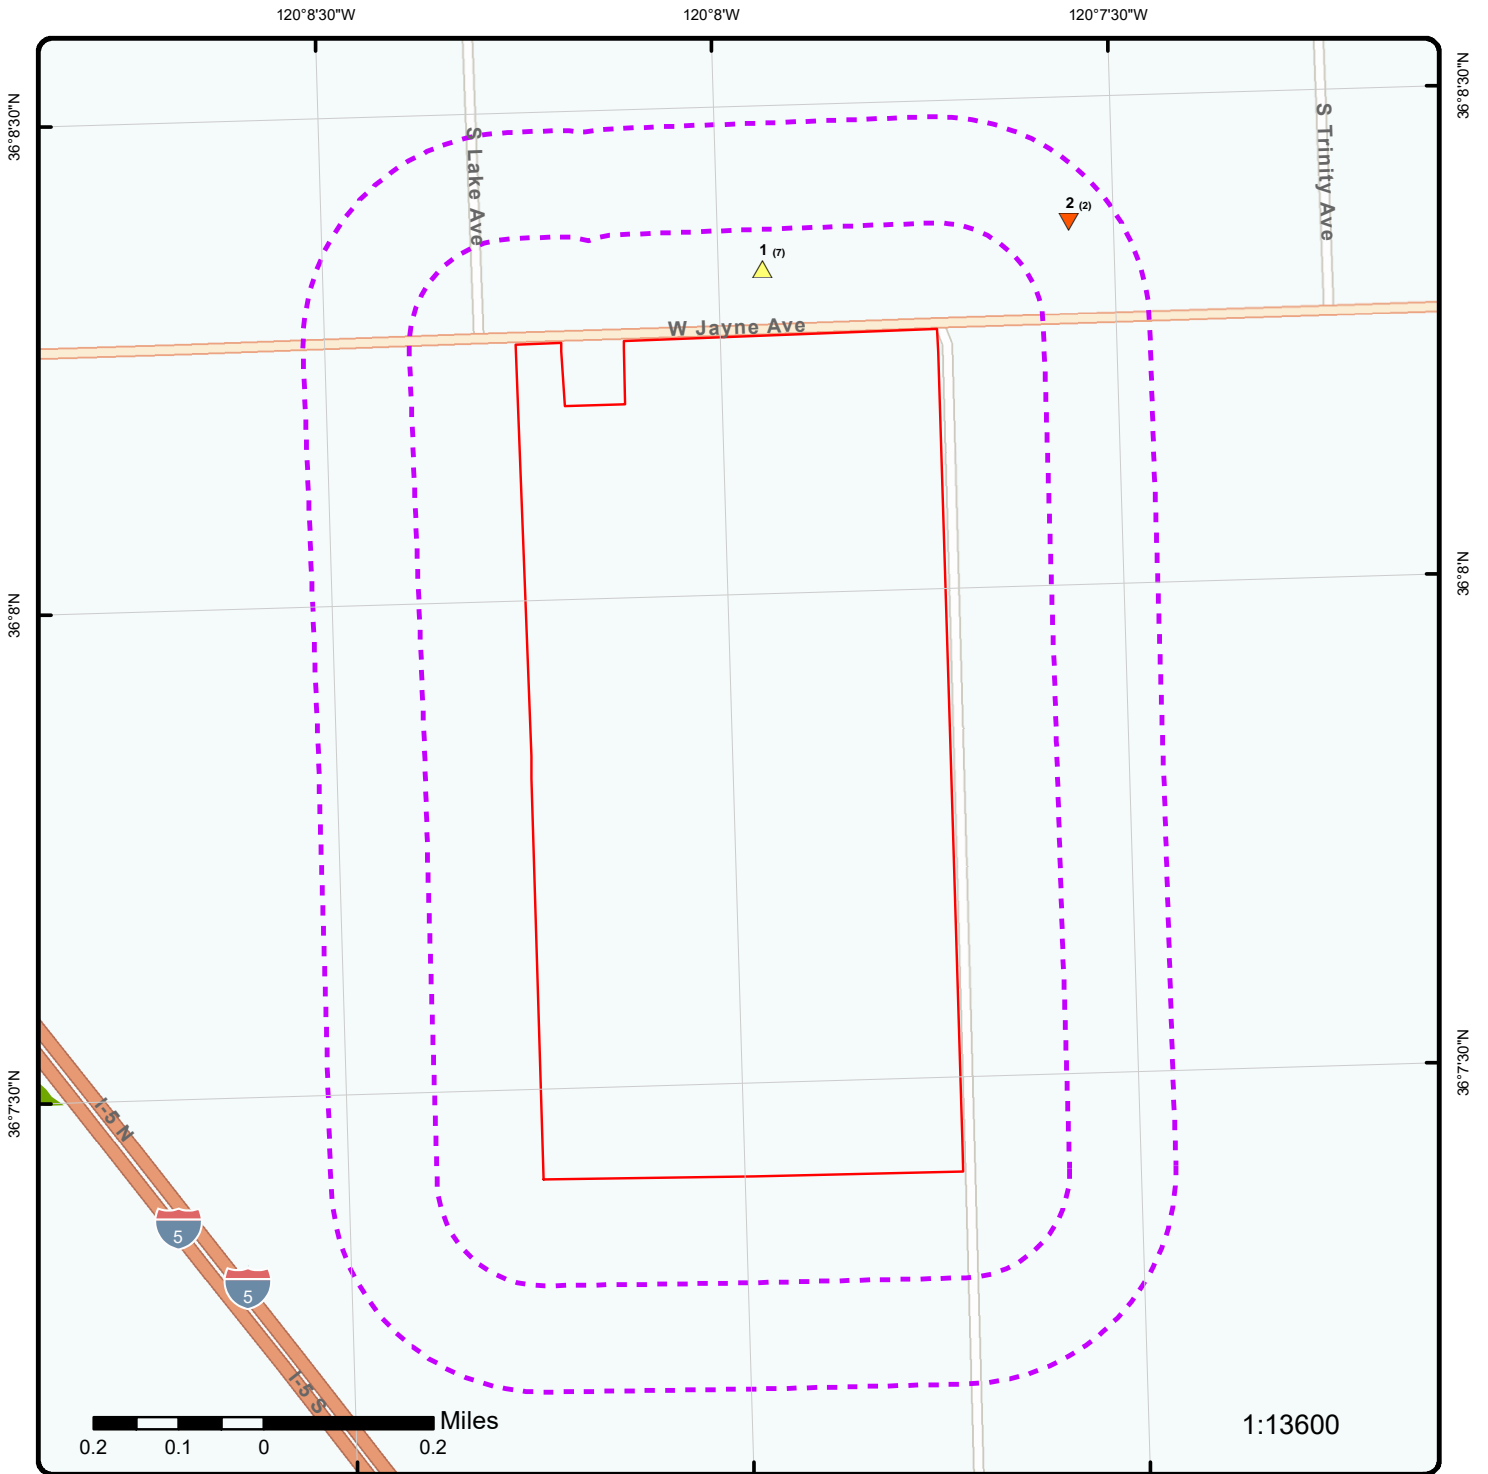 120°8'30"W
120°8'W
120°7'30"W
36°8'30"N
36°8'30"N
S Lake Ave
S Trinity Ave
2 (2)
1 (7)
W Jayne Ave
36°8'N
36°8'N
36°7'30"N
36°7'30"N
I-5 N
5
5
I-5 S
Miles
0.2
0.1
0
0.2
1:13600